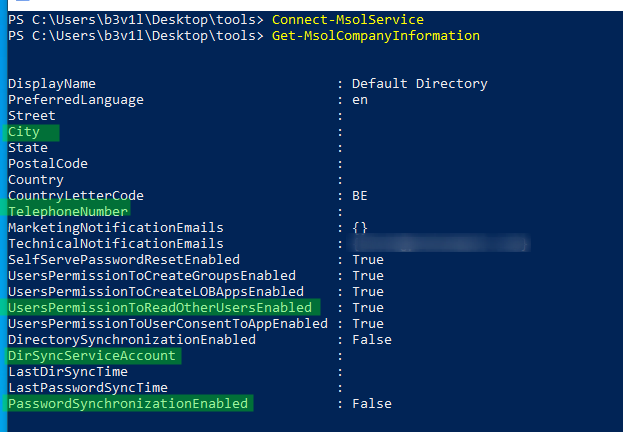 PS C:\Users\b3v1l\Desktop\tools> Connect-MsolService
PS C:\Users\b3v1l\Desktop\tools> Get-MsolCompanyInformation
DisplayName : Default Directory
PreferredLanguage : en
Street :
City :
State :
PostalCode :
Country :
CountryLetterCode : BE
TelephoneNumber :
MarketingNotificationEmails : {}
TechnicalNotificationEmails :
SelfServePasswordResetEnabled : True
UsersPermissionToCreateGroupsEnabled : True
UsersPermissionToCreateLOBAppsEnabled : True
UsersPermissionToReadOtherUsersEnabled : True
UsersPermissionToUserConsentToAppEnabled : True
DirectorySynchronizationEnabled : False
DirSyncServiceAccount :
LastDirSyncTime :
LastPasswordSyncTime :
PasswordSynchronizationEnabled : False